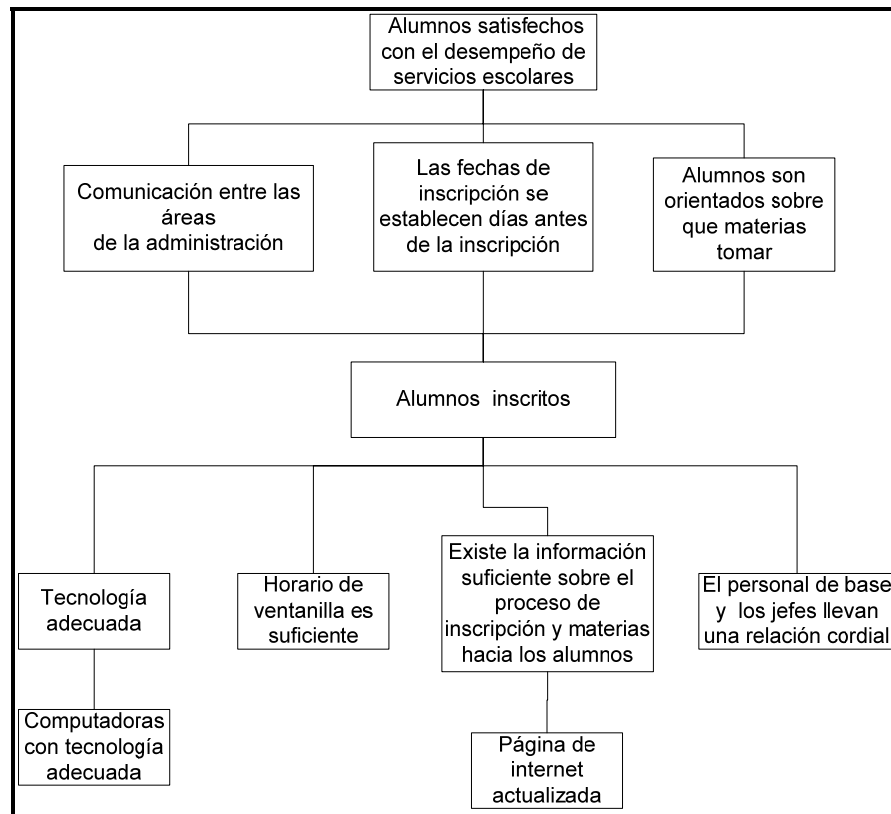 Alumnos satisfechos
con el desempeño de
servicios escolares
Comunicación entre las
áreas
de la administración
Las fechas de
inscripción se
establecen días antes
de la inscripción
Alumnos son
orientados sobre
que materias
tomar
Alumnos inscritos
Tecnología
adecuada
Horario de
ventanilla es
suficiente
Existe la información
suficiente sobre el
proceso de
inscripción y materias
hacia los alumnos
El personal de base
y los jefes llevan
una relación cordial
Computadoras
con tecnología
adecuada
Página de
internet
actualizada